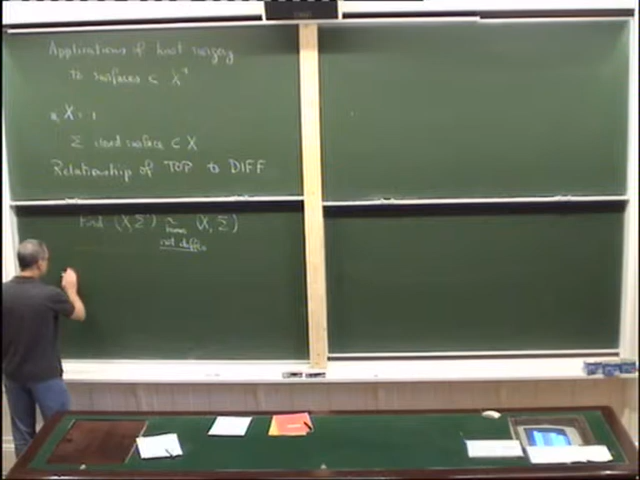 Applications of knot surgery
to surfaces ⊂ X⁴
π₁ X = 1
Σ closed surface ⊂ X
Relationship of TOP to DIFF
Find (X, Σ') ≈ (X, Σ)
homeo
not diffeo